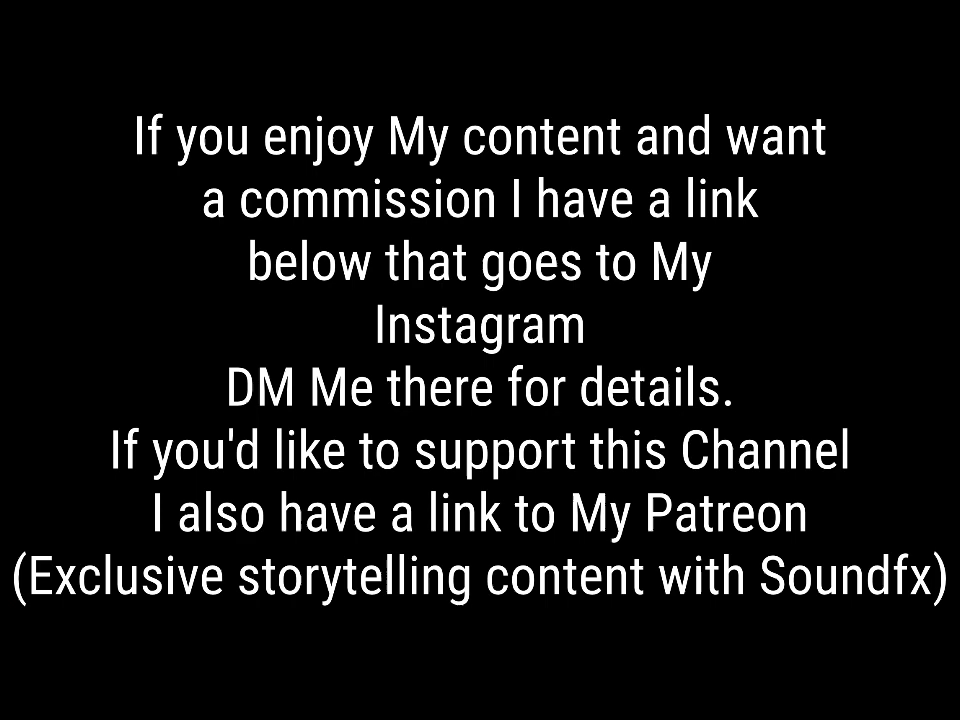 If you enjoy My content and want
a commission I have a link
below that goes to My
Instagram
DM Me there for details.
If you'd like to support this Channel
I also have a link to My Patreon
(Exclusive storytelling content with Soundfx)